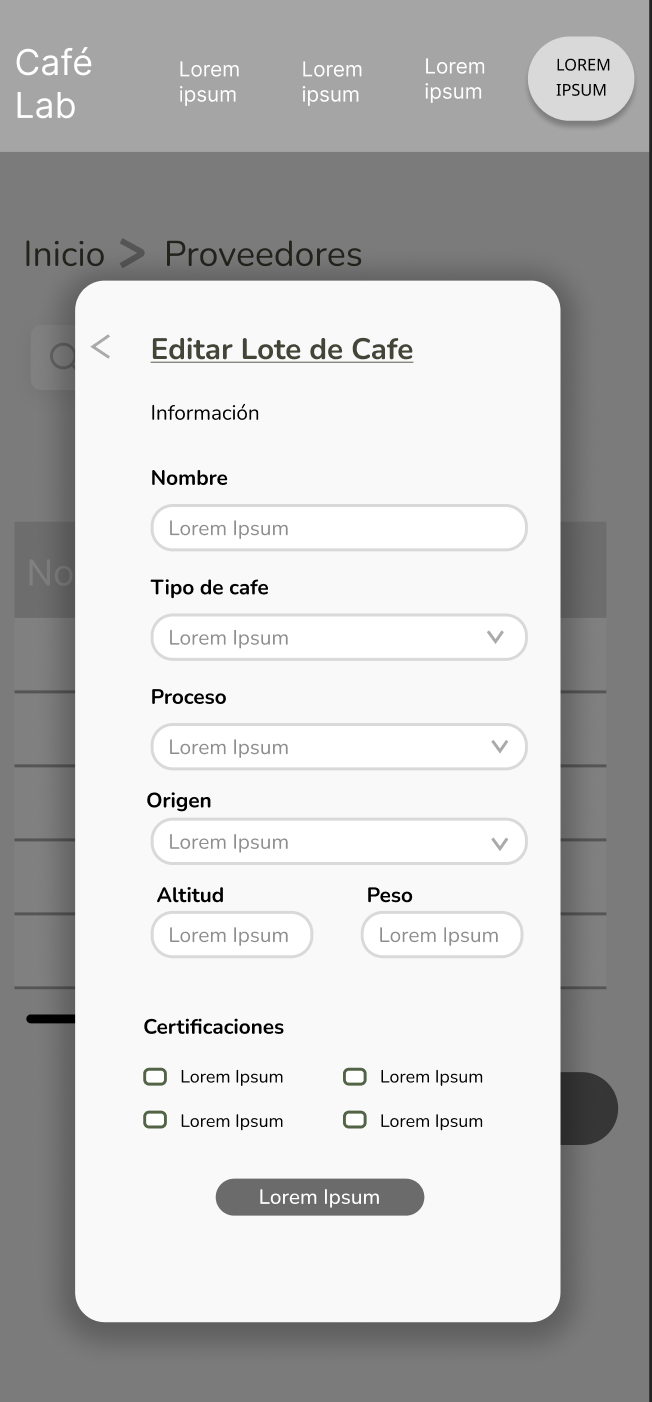 Café
Lab
Lorem
ipsum
Lorem
ipsum
Lorem
ipsum
LOREM
IPSUM
Inicio > Proveedores
No
Editar Lote de Cafe
Información
Nombre
Lorem Ipsum
Tipo de cafe
Lorem Ipsum
Proceso
Lorem Ipsum
Origen
Lorem Ipsum
Altitud Peso
Lorem Ipsum Lorem Ipsum
Certificaciones
Lorem Ipsum Lorem Ipsum
Lorem Ipsum Lorem Ipsum
Lorem Ipsum